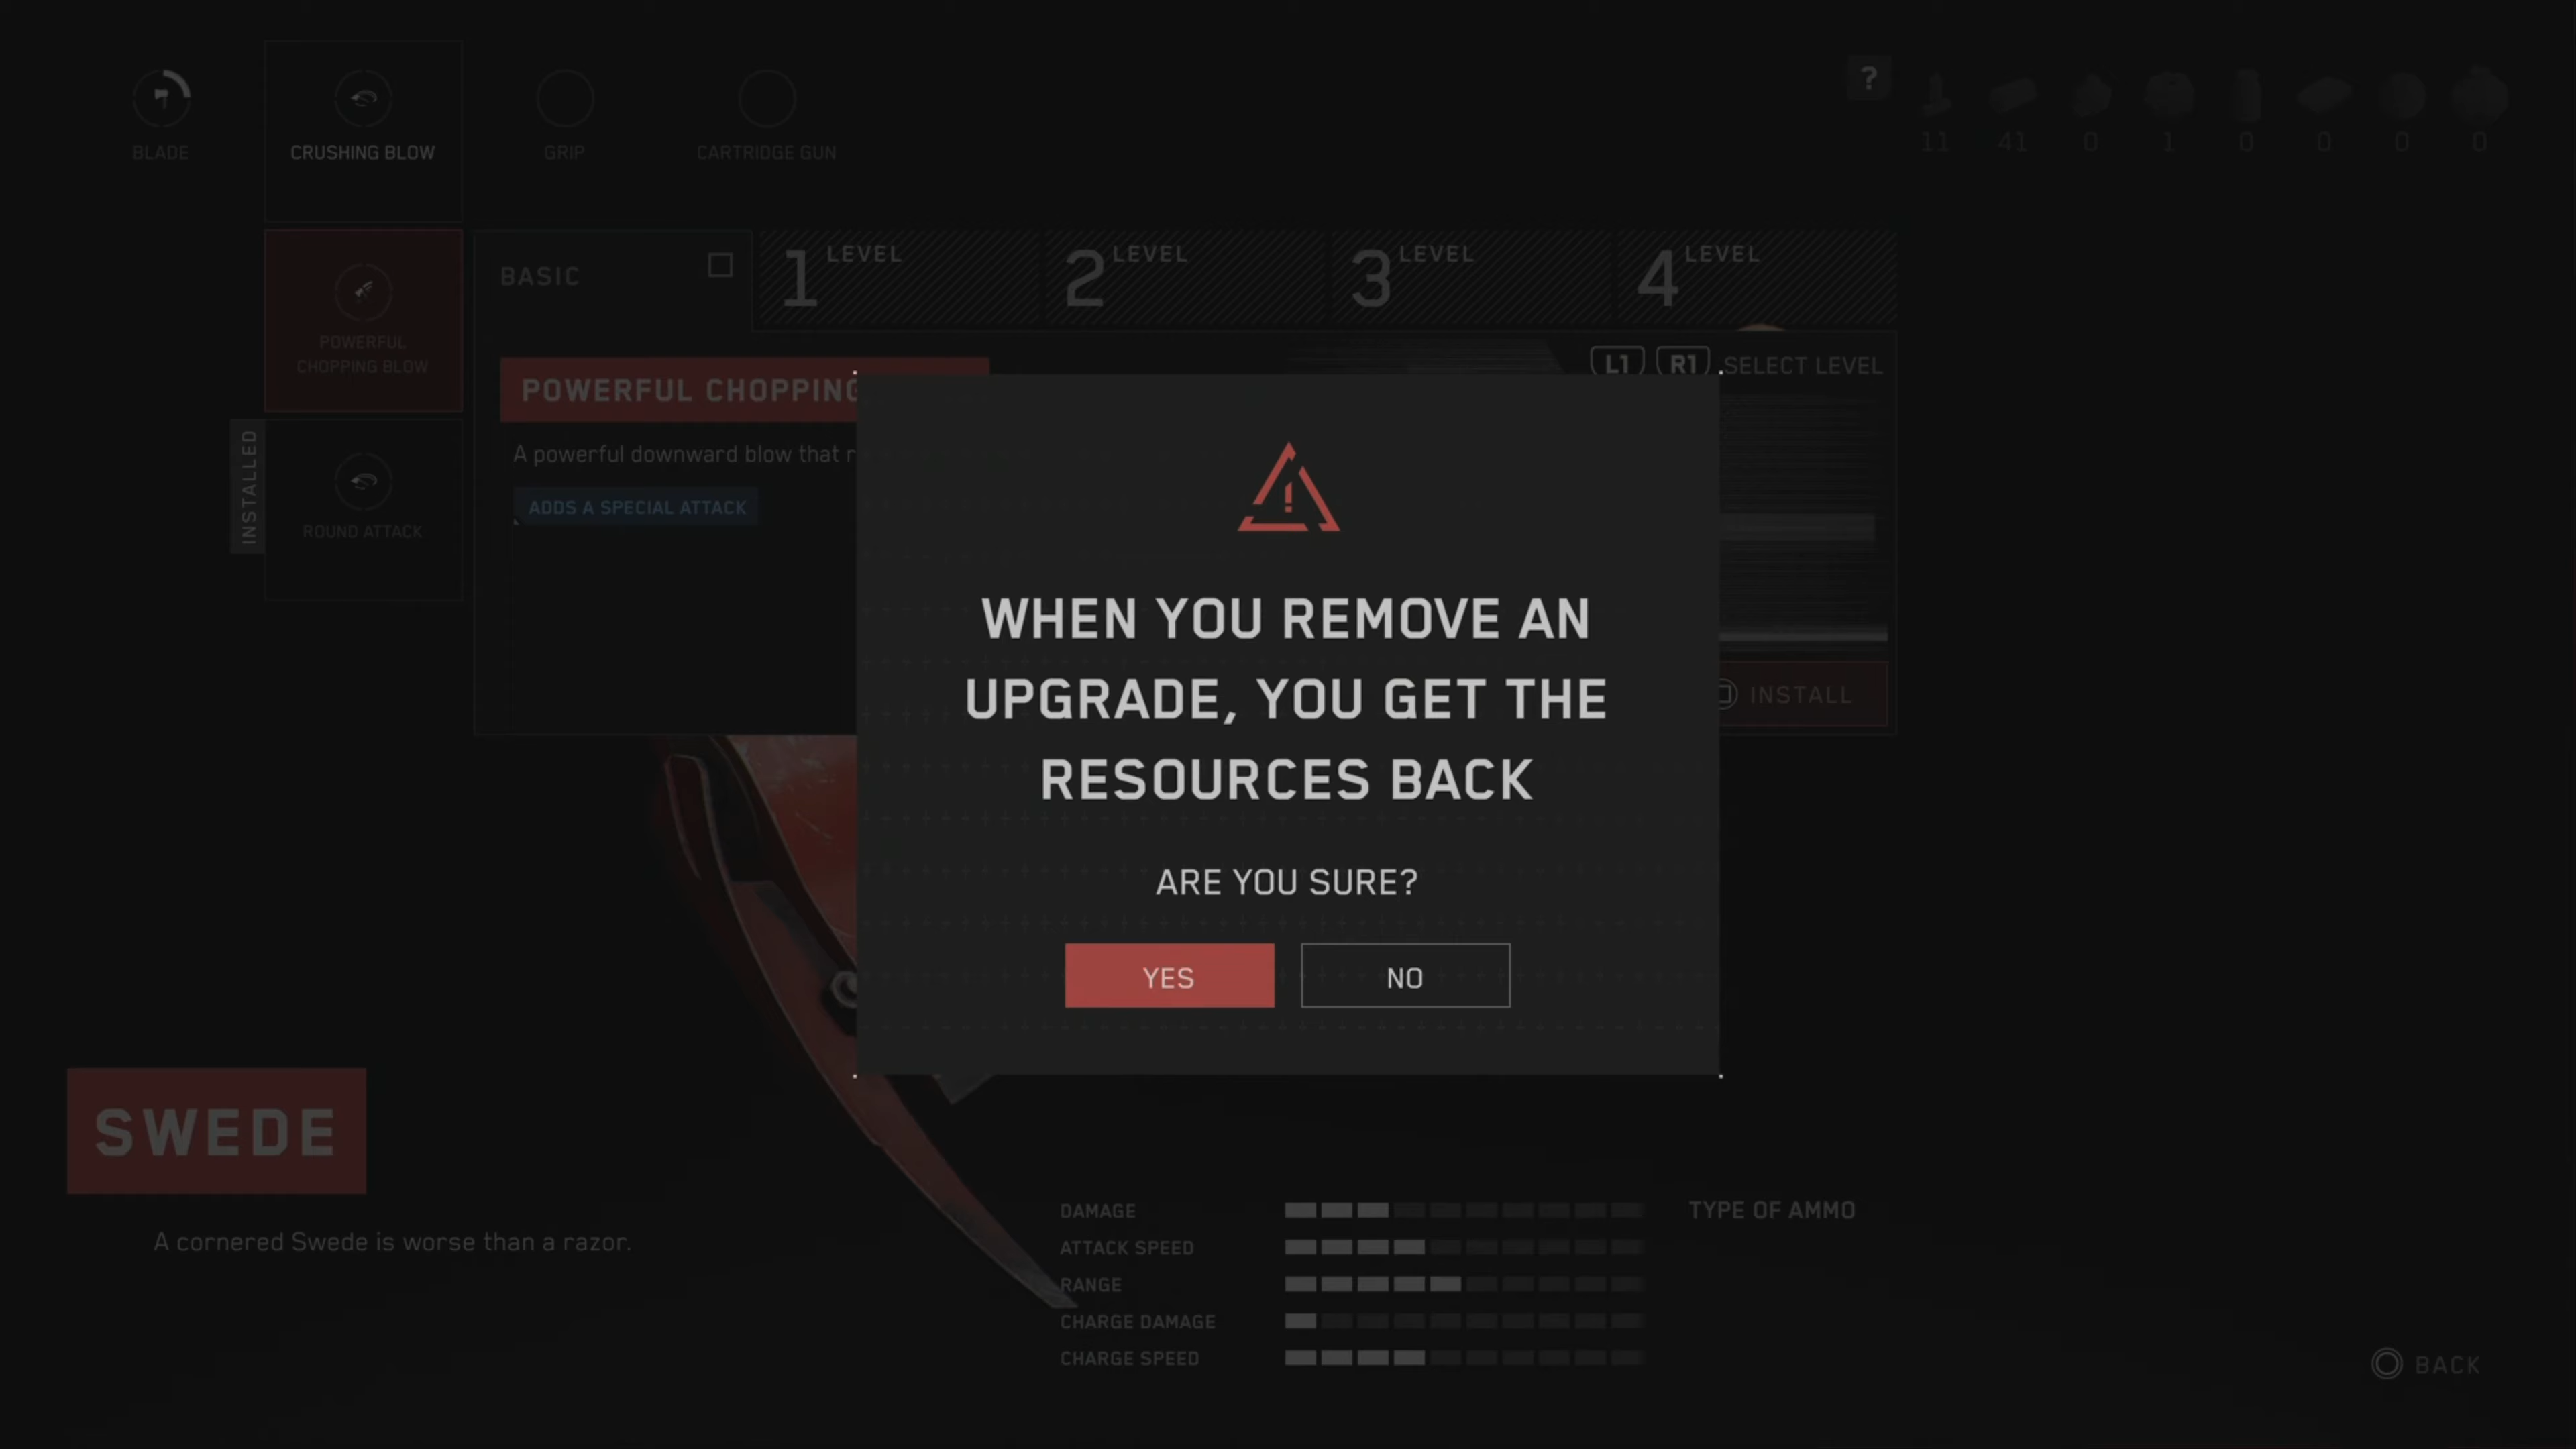 BLADE
CRUSHING BLOW
GRIP
CARTRIDGE GUN
?
11 41 0 1 0 0 0 0
BASIC
1 LEVEL
2 LEVEL
3 LEVEL
4 LEVEL
POWERFUL
CHOPPING BLOW
INSTALLED
ROUND ATTACK
L1 R1 SELECT LEVEL
POWERFUL CHOPPING
A powerful downward blow that
ADDS A SPECIAL ATTACK
INSTALL
WHEN YOU REMOVE AN
UPGRADE, YOU GET THE
RESOURCES BACK
ARE YOU SURE?
YES
NO
SWEDE
A cornered Swede is worse than a razor.
DAMAGE
ATTACK SPEED
RANGE
CHARGE DAMAGE
CHARGE SPEED
TYPE OF AMMO
BACK